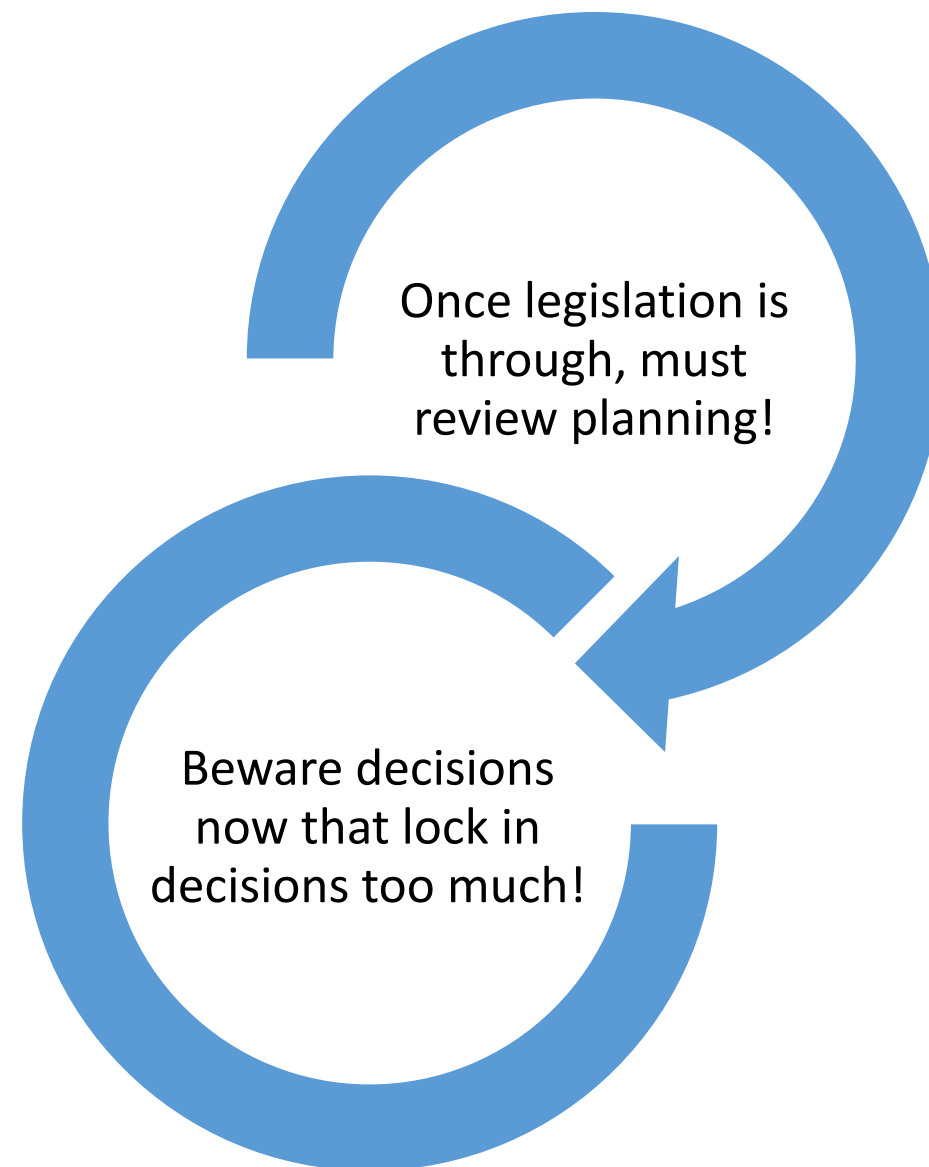 Once legislation is
through, must
review planning!
Beware decisions
now that lock in
decisions too much!